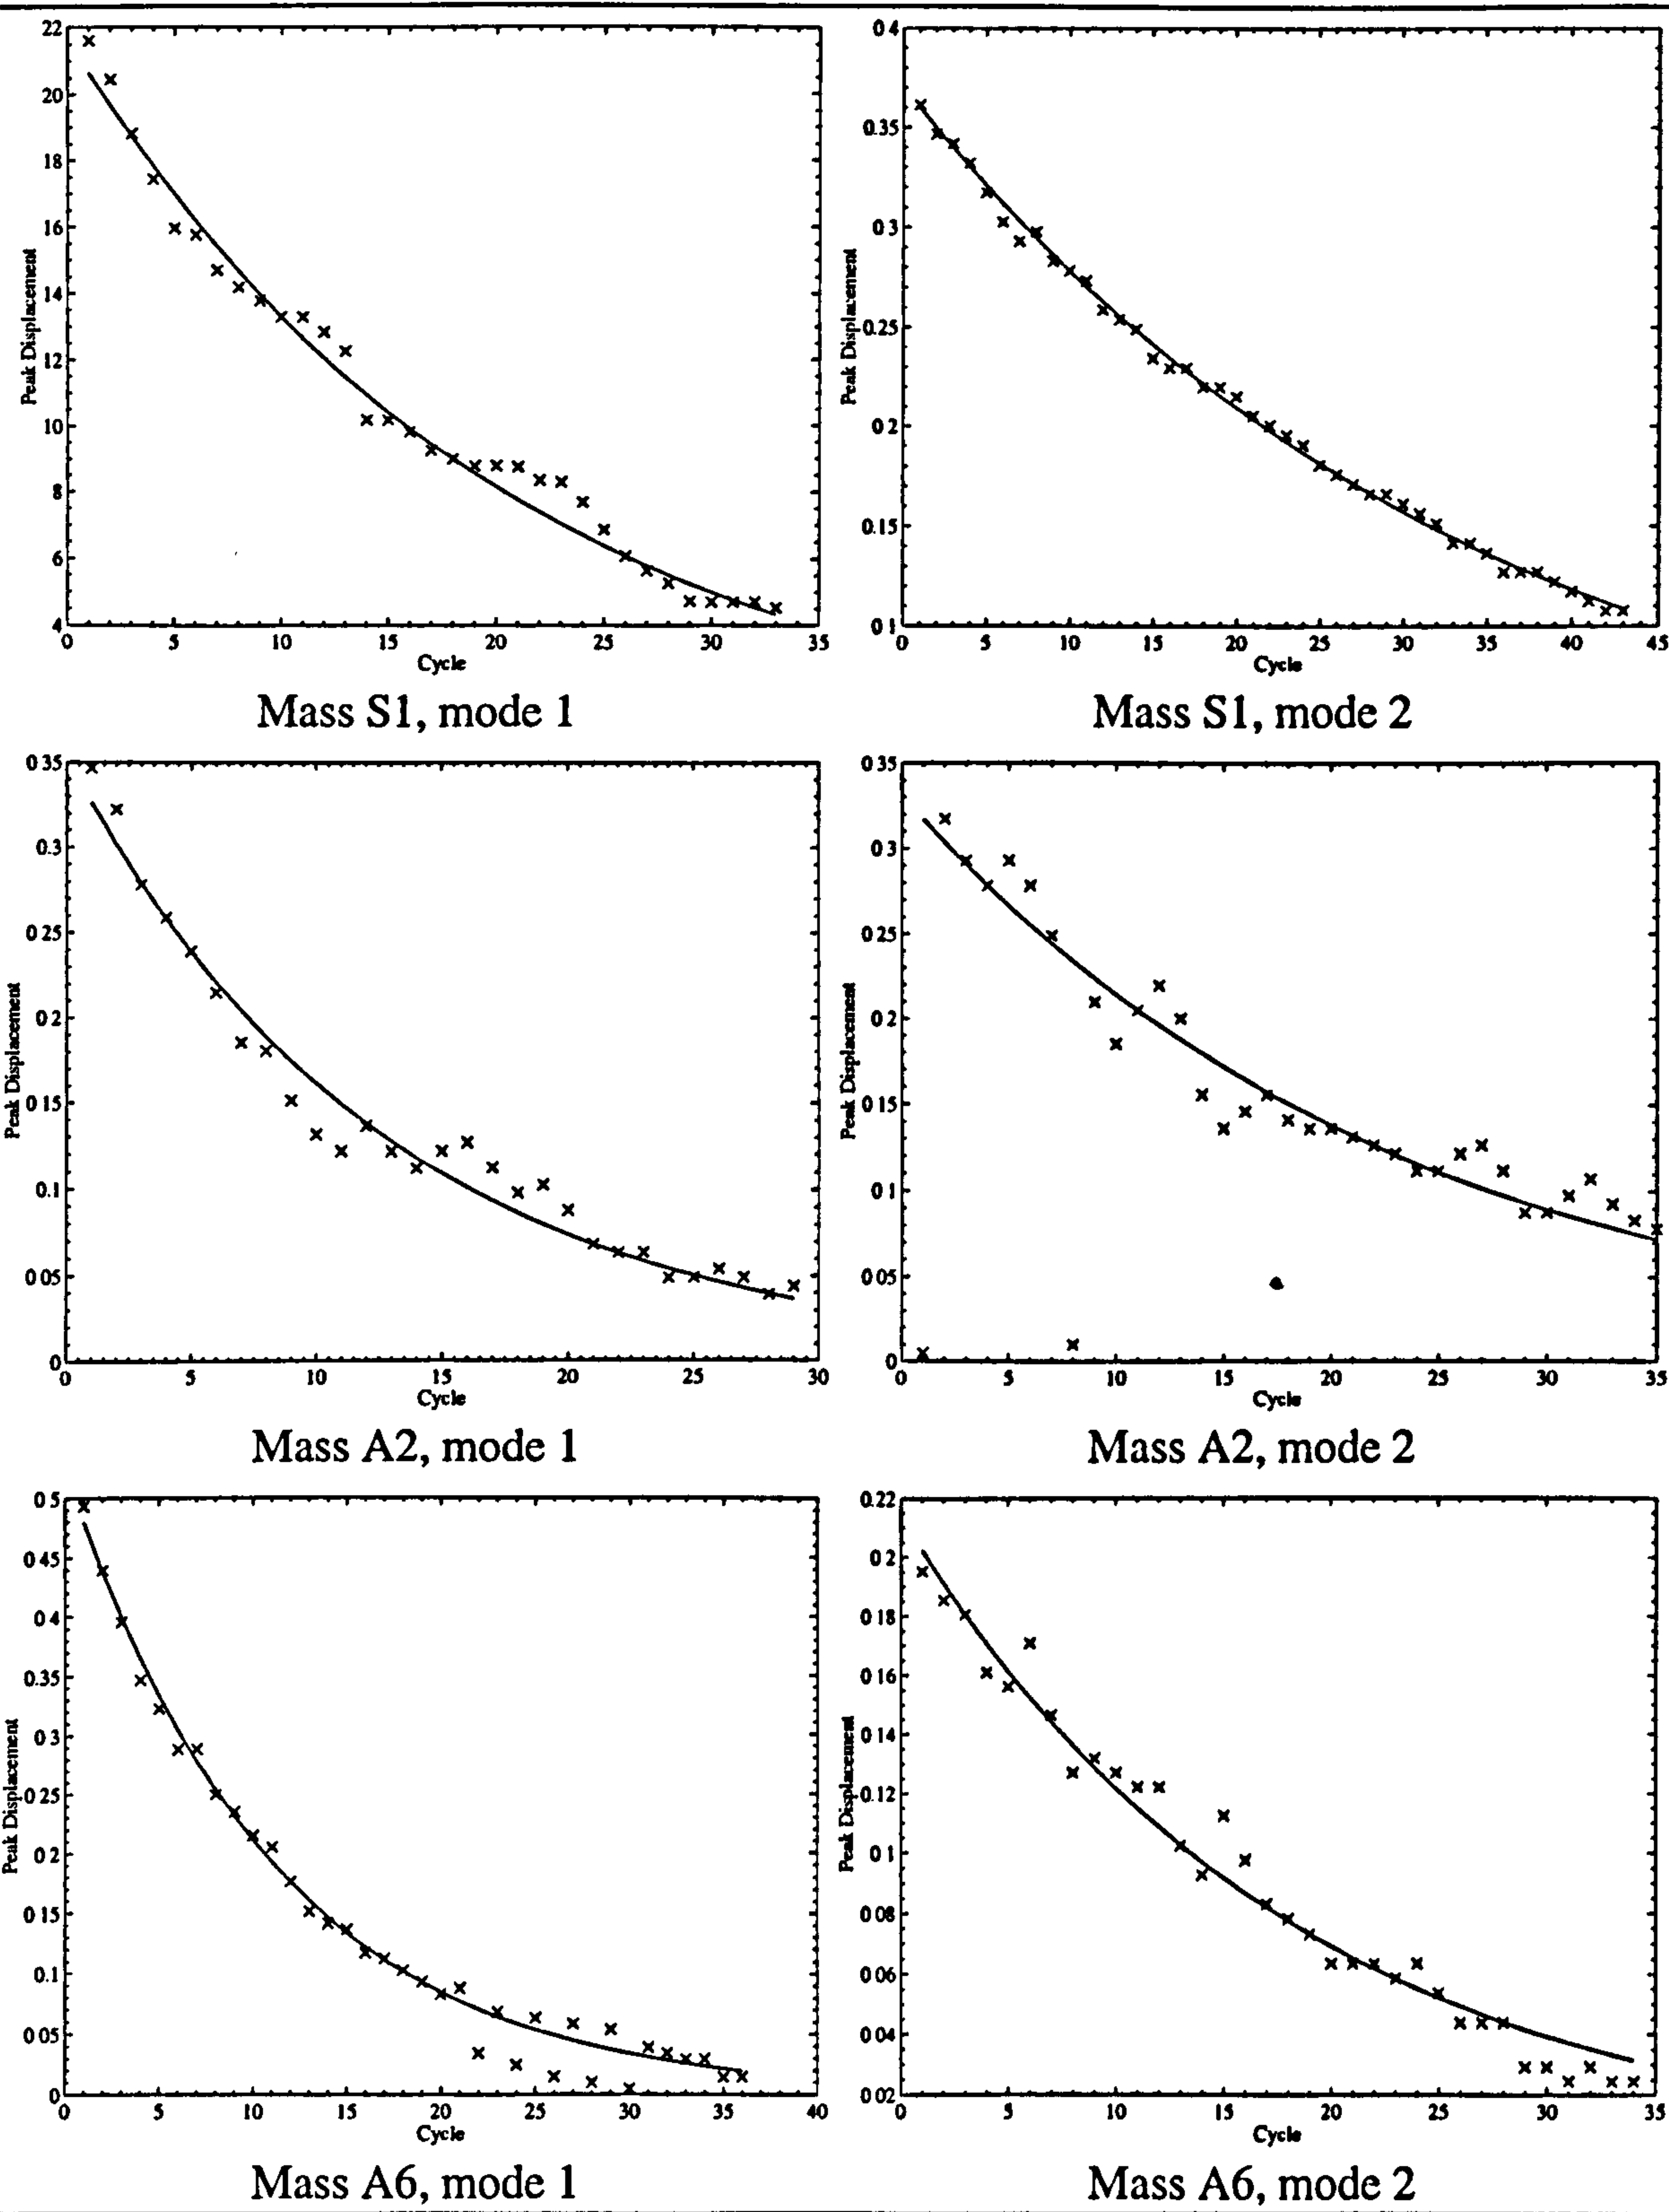 22
20
18
16
14
12
10
8
6
4
Peak Displacement
0 5 10 15 20 25 30 35
Cycle
Mass S1, mode 1
0 4
0.35
0 3
0.25
0 2
0 15
0 1
Peak Displacement
0 5 10 15 20 25 30 35 40 45
Cycle
Mass S1, mode 2
0 35
0.3
0 25
0 2
0 15
0.1
0 05
0
Peak Displacement
0 5 10 15 20 25 30
Cycle
Mass A2, mode 1
0.35
0 3
0 25
0 2
0 15
0 1
0 05
0
Peak Displacement
0 5 10 15 20 25 30 35
Cycle
Mass A2, mode 2
0 5
0 45
0 4
0.35
0 3
0.25
0 2
0 15
0.1
0 05
0
Peak Displacement
0 5 10 15 20 25 30 35 40
Cycle
Mass A6, mode 1
0.22
0 2
0 18
0 16
0 14
0 12
0 1
0 08
0 06
0 04
0 02
Peak Displacement
0 5 10 15 20 25 30 35
Cycle
Mass A6, mode 2